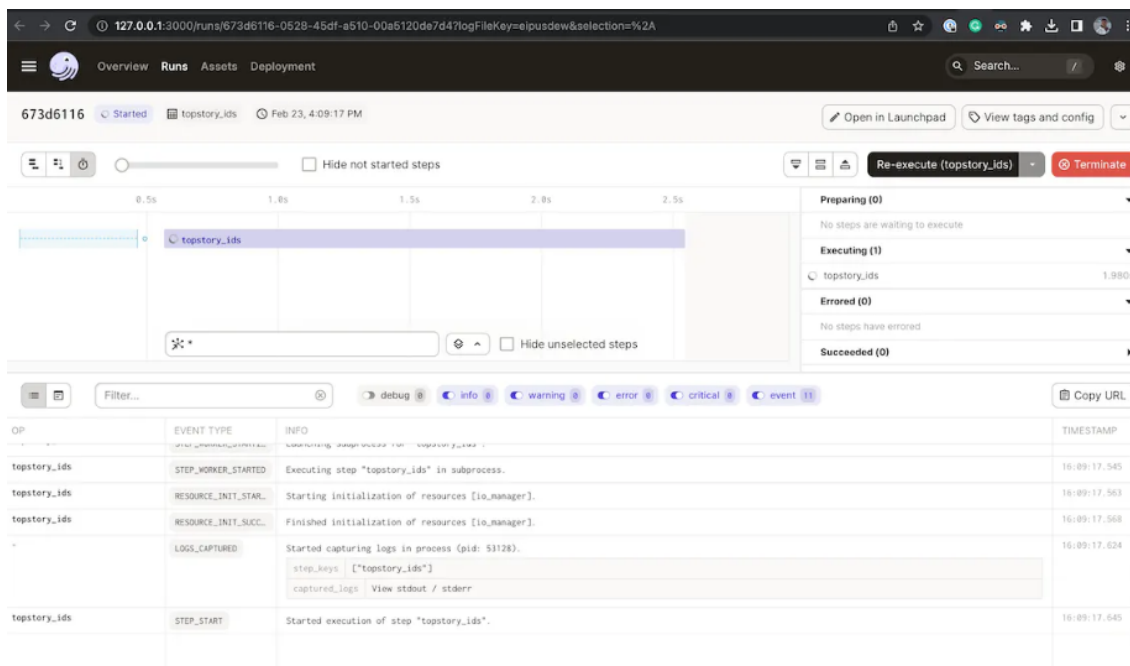 127.0.0.1:3000/runs/673d6116-0528-45df-a510-00a5120de7d4?logFileKey=eipusdew&selection=%2A
Overview Runs Assets Deployment Search... /
673d6116 Started topstory_ids Feb 23, 4:09:17 PM Open in Launchpad View tags and config
Hide not started steps Re-execute (topstory_ids) Terminate
0.5s 1.0s 1.5s 2.0s 2.5s
Preparing (0)
No steps are waiting to execute
topstory_ids
Executing (1)
topstory_ids 1.980
Errored (0)
No steps have errored
* Hide unselected steps
Succeeded (0)
Filter... debug 0 info 0 warning 0 error 0 critical 0 event 11 Copy URL
OP EVENT TYPE INFO TIMESTAMP
Launching subprocess for "topstory_ids".
topstory_ids STEP_WORKER_STARTED Executing step "topstory_ids" in subprocess. 16:09:17.545
topstory_ids RESOURCE_INIT_STAR… Starting initialization of resources [io_manager]. 16:09:17.563
topstory_ids RESOURCE_INIT_SUCC… Finished initialization of resources [io_manager]. 16:09:17.568
- LOGS_CAPTURED Started capturing logs in process (pid: 53128). 16:09:17.624
step_keys ["topstory_ids"]
captured_logs View stdout / stderr
topstory_ids STEP_START Started execution of step "topstory_ids". 16:09:17.645